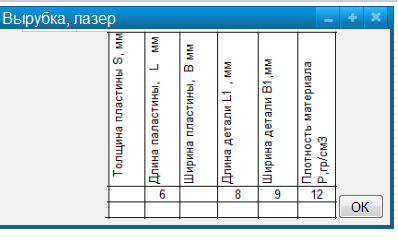 Вырубка, лазер
Толщина пластины S, мм
Длина паластины, L мм
Ширина пластины, В мм
Длина детали L1 , мм
Ширина детали В1,мм
Плотность материала
Р,гр/см3
6 8 9 12
ОК